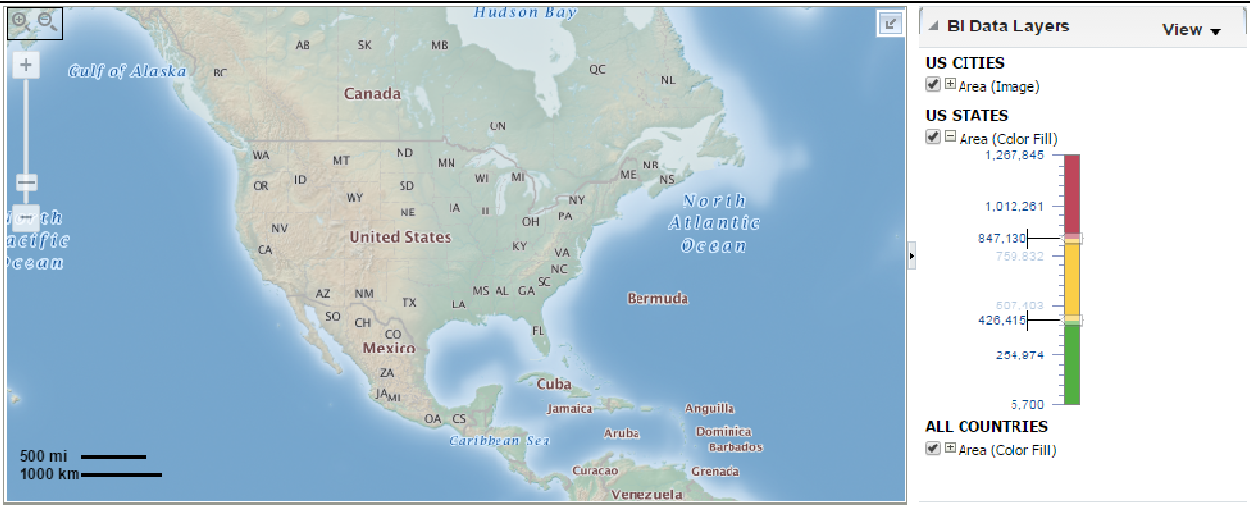 Hudson Bay
AB
SK
MB
Gulf of Alaska
BC
QC
NL
Canada
ON
WA
MT
ND
MN
NB
OR
ID
SD
WI
MI
ME
NS
WY
NE
IA
NY
North
Atlantic
Ocean
OH
PA
NV
United States
CA
KY
VA
NC
AZ
NM
TX
LA
MS
AL
GA
SC
Bermuda
SO
CH
FL
CO
Mexico
ZA
Cuba
JA
MI
Jamaica
Anguilla
OA
CS
Caribbean Sea
Aruba
Dominica
Barbados
500 mi
1000 km
Curacao
Grenada
Venezuela
BI Data Layers
View
US CITIES
Area (Image)
US STATES
Area (Color Fill)
1,267,845
1,012,261
847,130
759,832
507,403
426,415
254,974
5,700
ALL COUNTRIES
Area (Color Fill)